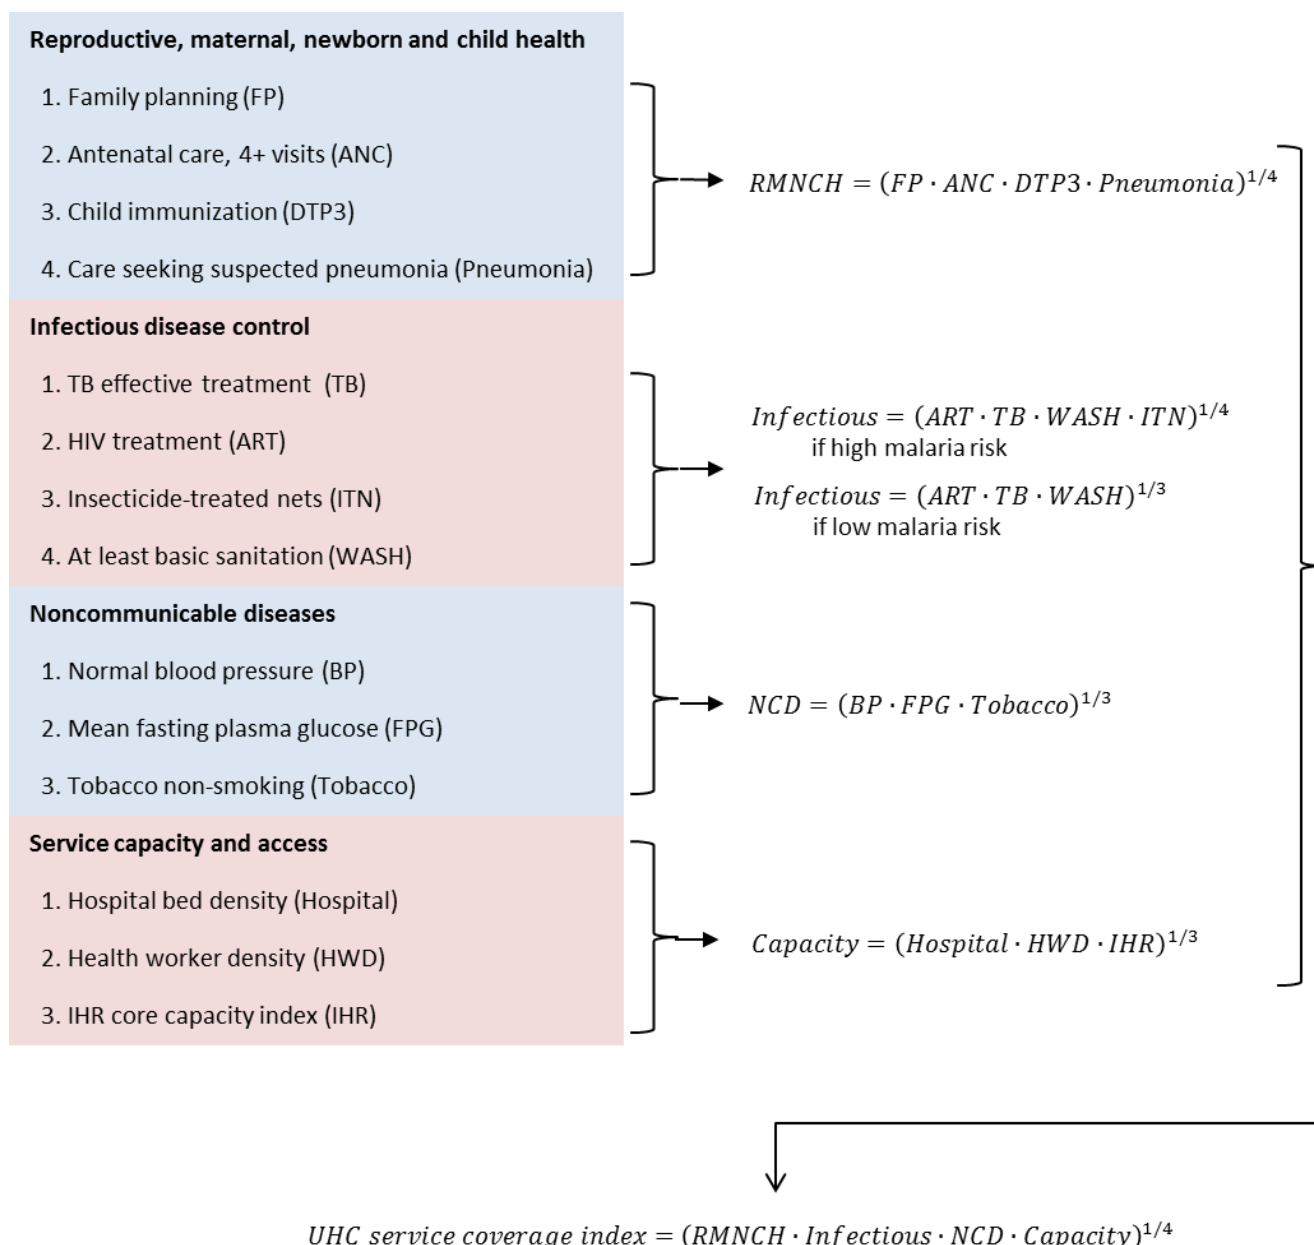 Reproductive, maternal, newborn and child health
1. Family planning (FP)
2. Antenatal care, 4+ visits (ANC)
3. Child immunization (DTP3)
4. Care seeking suspected pneumonia (Pneumonia)
RMNCH = (FP · ANC · DTP3 · Pneumonia)^{1/4}
Infectious disease control
1. TB effective treatment (TB)
2. HIV treatment (ART)
3. Insecticide-treated nets (ITN)
4. At least basic sanitation (WASH)
Infectious = (ART · TB · WASH · ITN)^{1/4}
if high malaria risk
Infectious = (ART · TB · WASH)^{1/3}
if low malaria risk
Noncommunicable diseases
1. Normal blood pressure (BP)
2. Mean fasting plasma glucose (FPG)
3. Tobacco non-smoking (Tobacco)
NCD = (BP · FPG · Tobacco)^{1/3}
Service capacity and access
1. Hospital bed density (Hospital)
2. Health worker density (HWD)
3. IHR core capacity index (IHR)
Capacity = (Hospital · HWD · IHR)^{1/3}
UHC service coverage index = (RMNCH · Infectious · NCD · Capacity)^{1/4}